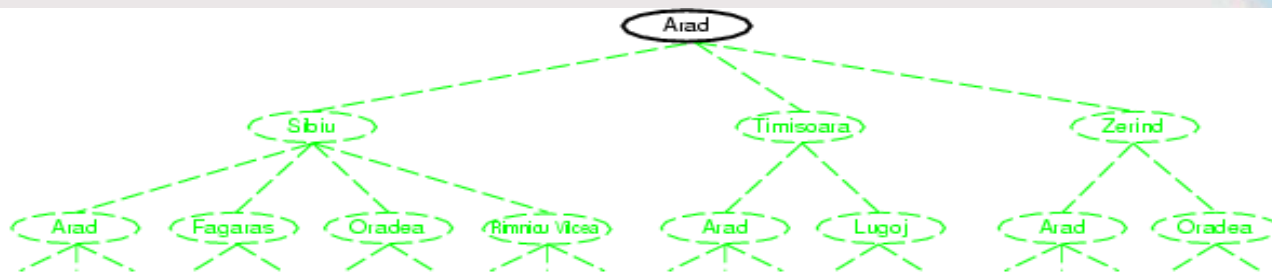 Arad
Sibiu Timisoara Zerind
Arad Fagaras Oradea Rimnicu Vilcea Arad Lugoj Arad Oradea